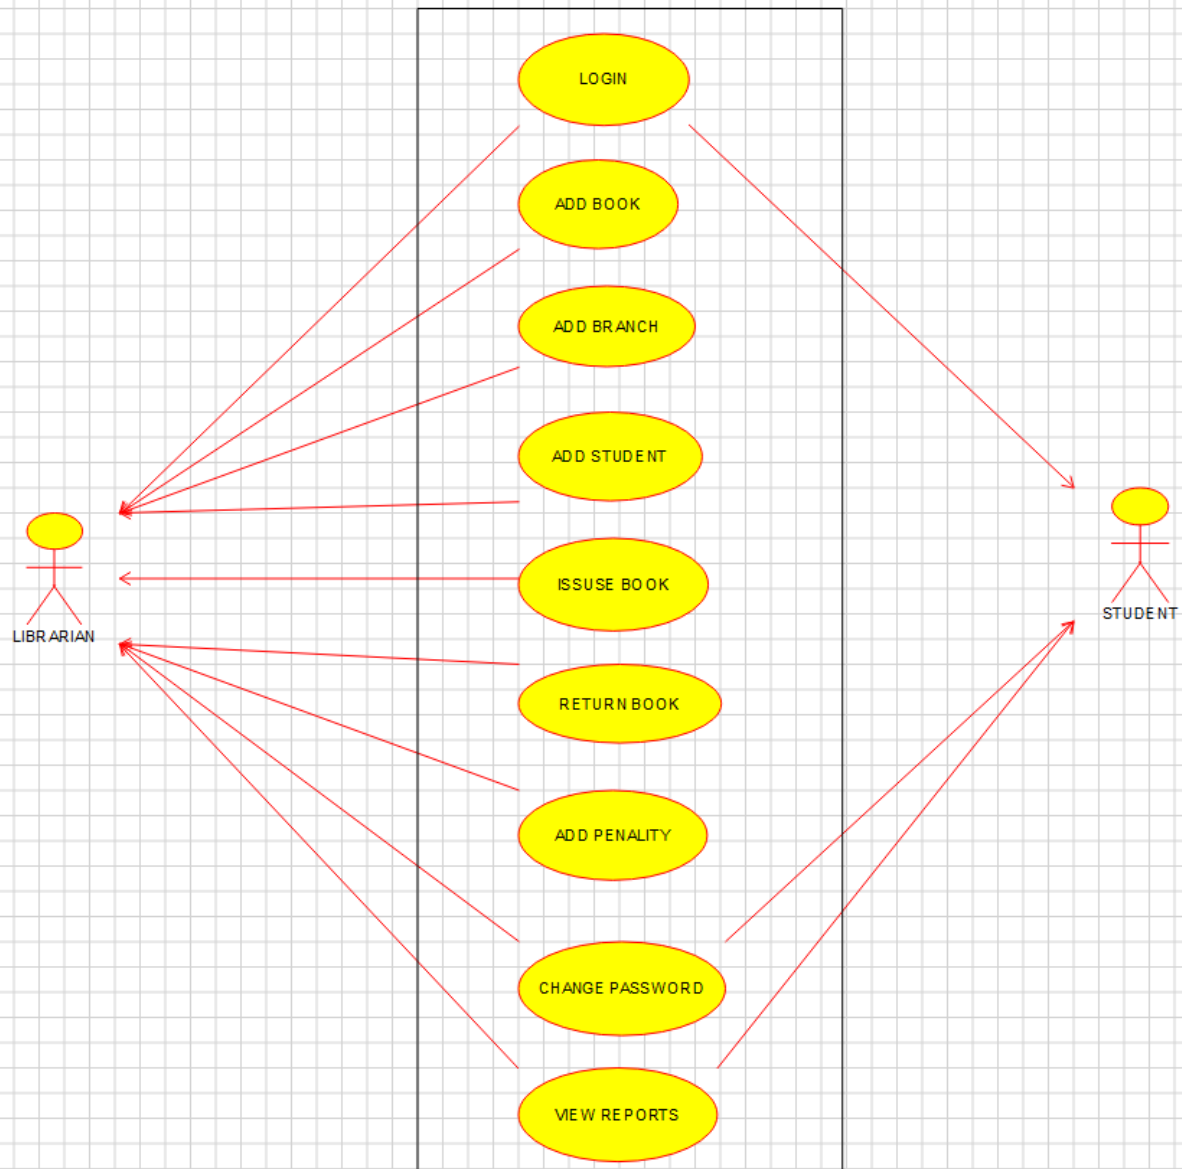 LOGIN
ADD BOOK
ADD BRANCH
ADD STUDENT
ISSUSE BOOK
LIBRARIAN
STUDENT
RETURN BOOK
ADD PENALITY
CHANGE PASSWORD
VIEW REPORTS